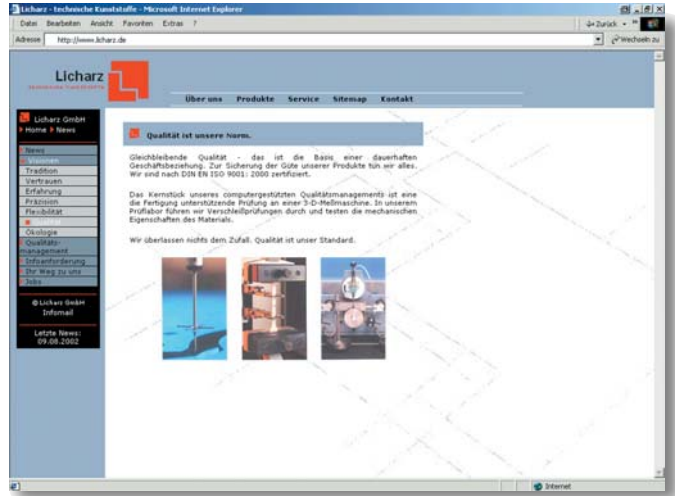 Licharz - technische Kunststoffe - Microsoft Internet Explorer
Datei Bearbeiten Ansicht Favoriten Extras ?
Zurück
Adresse http://www.licharz.de
Wechseln zu
Licharz
Über uns Produkte Service Sitemap Kontakt
Licharz GmbH
Home News
News
Visionen
Tradition
Vertrauen
Erfahrung
Präzision
Flexibilität
Qualität
Ökologie
Qualitäts-
management
Infoanforderung
Ihr Weg zu uns
Jobs
© Licharz GmbH
Infomail
Letzte News:
09.08.2002
Qualität ist unsere Norm.
Gleichbleibende Qualität - das ist die Basis einer dauerhaften
Geschäftsbeziehung. Zur Sicherung der Güte unserer Produkte tun wir alles.
Wir sind nach DIN EN ISO 9001: 2000 zertifiziert.
Das Kernstück unseres computergestützten Qualitätsmanagements ist eine
die Fertigung unterstützende Prüfung an einer 3-D-Meßmaschine. In unserem
Prüflabor führen wir Verschleißprüfungen durch und testen die mechanischen
Eigenschaften des Materials.
Wir überlassen nichts dem Zufall. Qualität ist unser Standard.
Internet